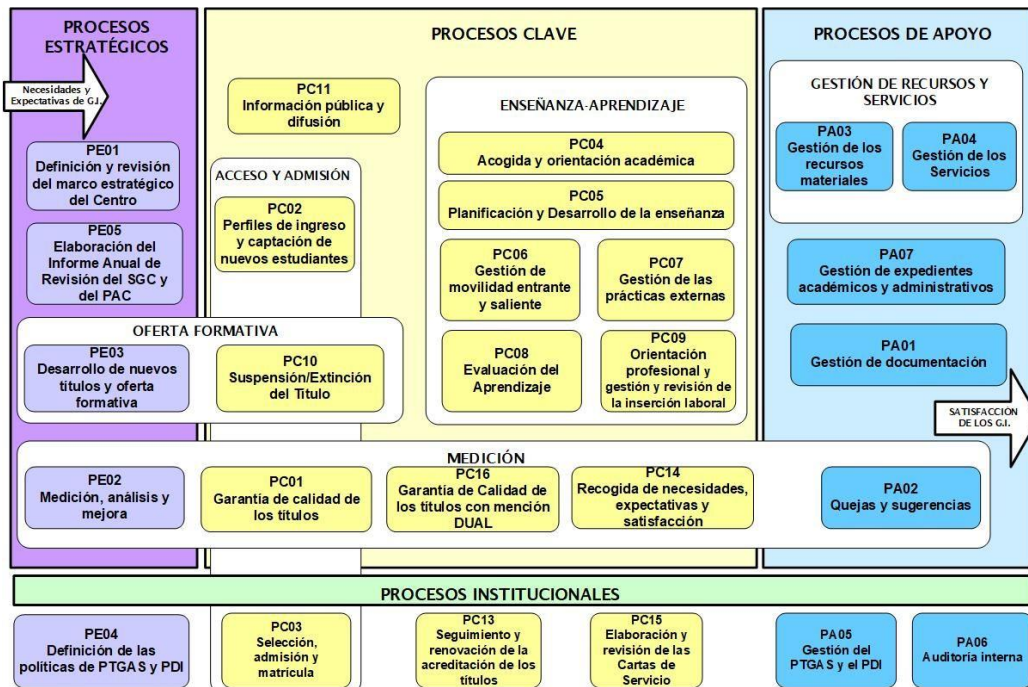 PROCESOS
ESTRATÉGICOS
Necesidades y
Expectativas de G.I.
PE01
Definición y revisión
del marco estratégico
del Centro
PE05
Elaboración del
Informe Anual de
Revisión del SGC y
del PAC
PROCESOS CLAVE
PC11
Información pública y
difusión
ACCESO Y ADMISIÓN
PC02
Perfiles de ingreso
y captación de
nuevos estudiantes
ENSEÑANZA-APRENDIZAJE
PC04
Acogida y orientación académica
PC05
Planificación y Desarrollo de la enseñanza
PC06
Gestión de
movilidad entrante
y saliente
PC07
Gestión de las
prácticas externas
PC08
Evaluación del
Aprendizaje
PC09
Orientación
profesional y
gestión y revisión de
la inserción laboral
OFERTA FORMATIVA
PE03
Desarrollo de nuevos
títulos y oferta
formativa
PC10
Suspensión/Extinción
del Título
PROCESOS DE APOYO
GESTIÓN DE RECURSOS Y
SERVICIOS
PA03
Gestión de los
recursos
materiales
PA04
Gestión de los
Servicios
PA07
Gestión de expedientes
académicos y administrativos
PA01
Gestión de documentación
SATISFACCIÓN
DE LOS G.I.
MEDICIÓN
PE02
Medición, análisis y
mejora
PC01
Garantía de calidad de
los títulos
PC16
Garantía de Calidad de
los títulos con mención
DUAL
PC14
Recogida de necesidades,
expectativas y
satisfacción
PA02
Quejas y sugerencias
PROCESOS INSTITUCIONALES
PE04
Definición de las
políticas de PTGAS y PDI
PC03
Selección,
admisión y
matrícula
PC13
Seguimiento y
renovación de la
acreditación de los
títulos
PC15
Elaboración y
revisión de las
Cartas de
Servicio
PA05
Gestión del
PTGAS y el PDI
PA06
Auditoría interna